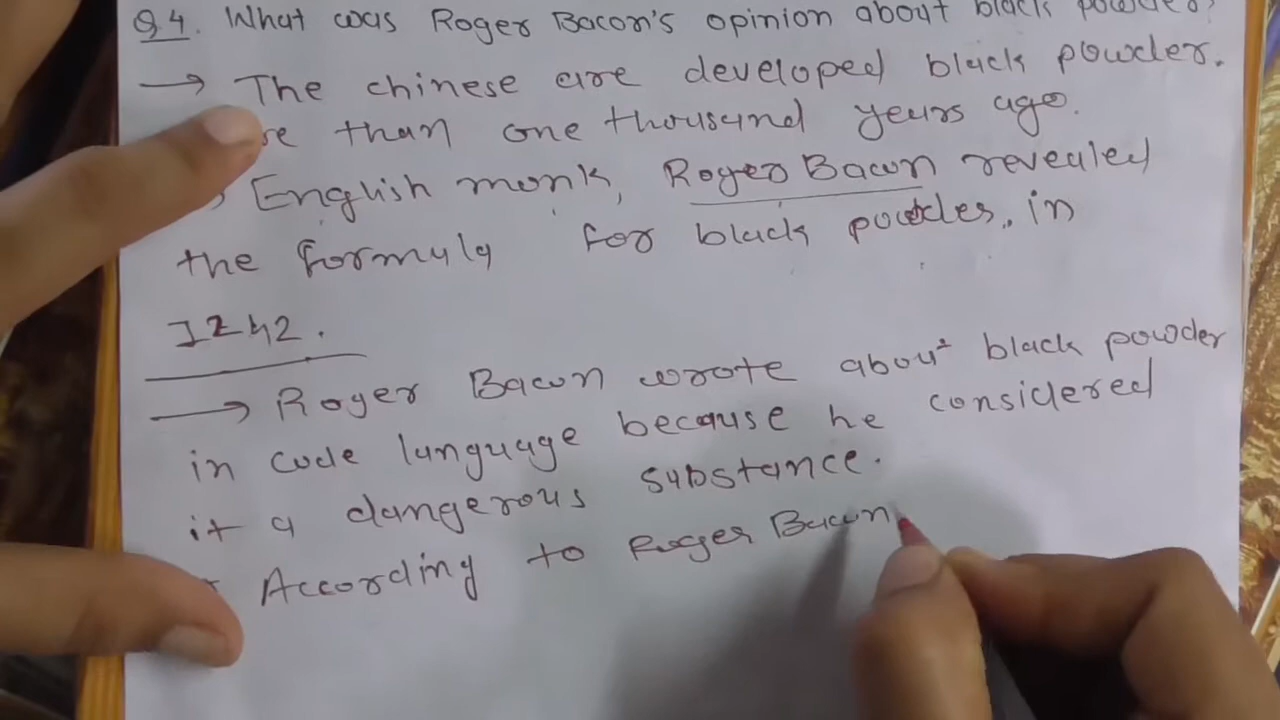 Q4. What was Roger Bacon's opinion about black powder?
→ The chinese are developed black powder.
than one thousand years ago.
English monk, Roger Bacon revealed
the formula for black powder, in
1242.
→ Roger Bacon wrote about black powder
in code language because he considered
it a dangerous substance.
According to Roger Bacon